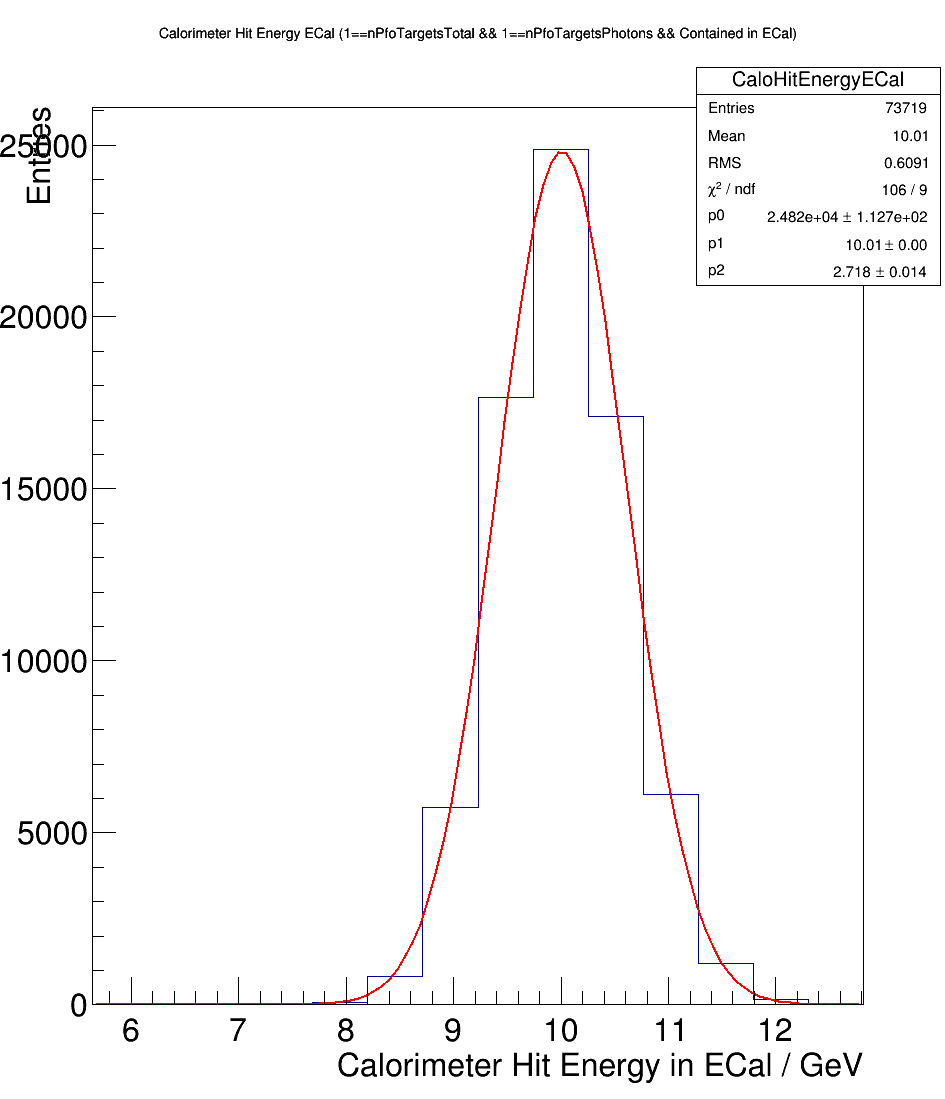 Calorimeter Hit Energy ECal (1==nPfoTargetsTotal && 1==nPfoTargetsPhotons && Contained in ECal)
CaloHitEnergyECal
Entries 73719
Mean 10.01
RMS 0.6091
χ² / ndf 106 / 9
p0 2.482e+04 ± 1.127e+02
p1 10.01 ± 0.00
p2 2.718 ± 0.014
Entries
25000
20000
15000
10000
5000
0
6 7 8 9 10 11 12
Calorimeter Hit Energy in ECal / GeV